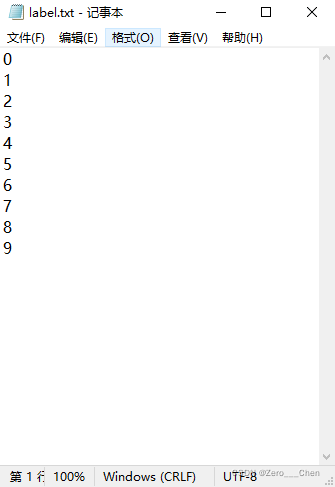 label.txt - 记事本
文件(F) 编辑(E) 格式(O) 查看(V) 帮助(H)
0
1
2
3
4
5
6
7
8
9
第 1 行 100% Windows (CRLF) UTF-8
CSDN @Zero___Chen